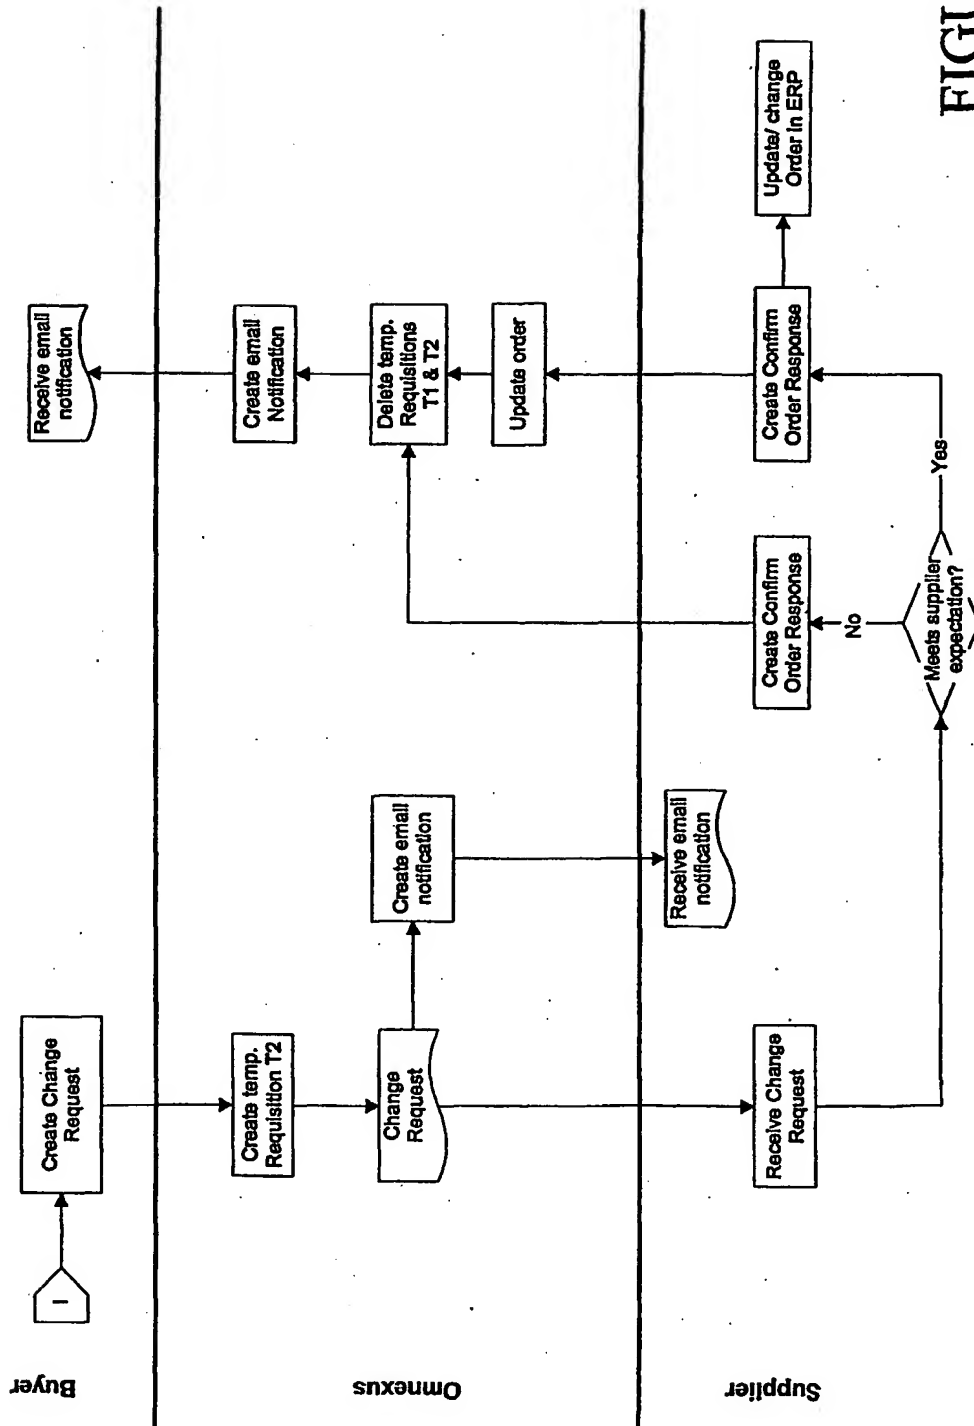 Buyer
I
Create Change
Request
Receive email
notification
Omnexus
Create temp.
Requisition T2
Change
Request
Create email
notification
Create email
Notification
Delete temp.
Requisitions
T1 & T2
Update order
Supplier
Receive Change
Request
Receive email
notification
Create Confirm
Order Response
Create Confirm
Order Response
Update/ change
Order in ERP
No
Meets supplier
expectation?
Yes